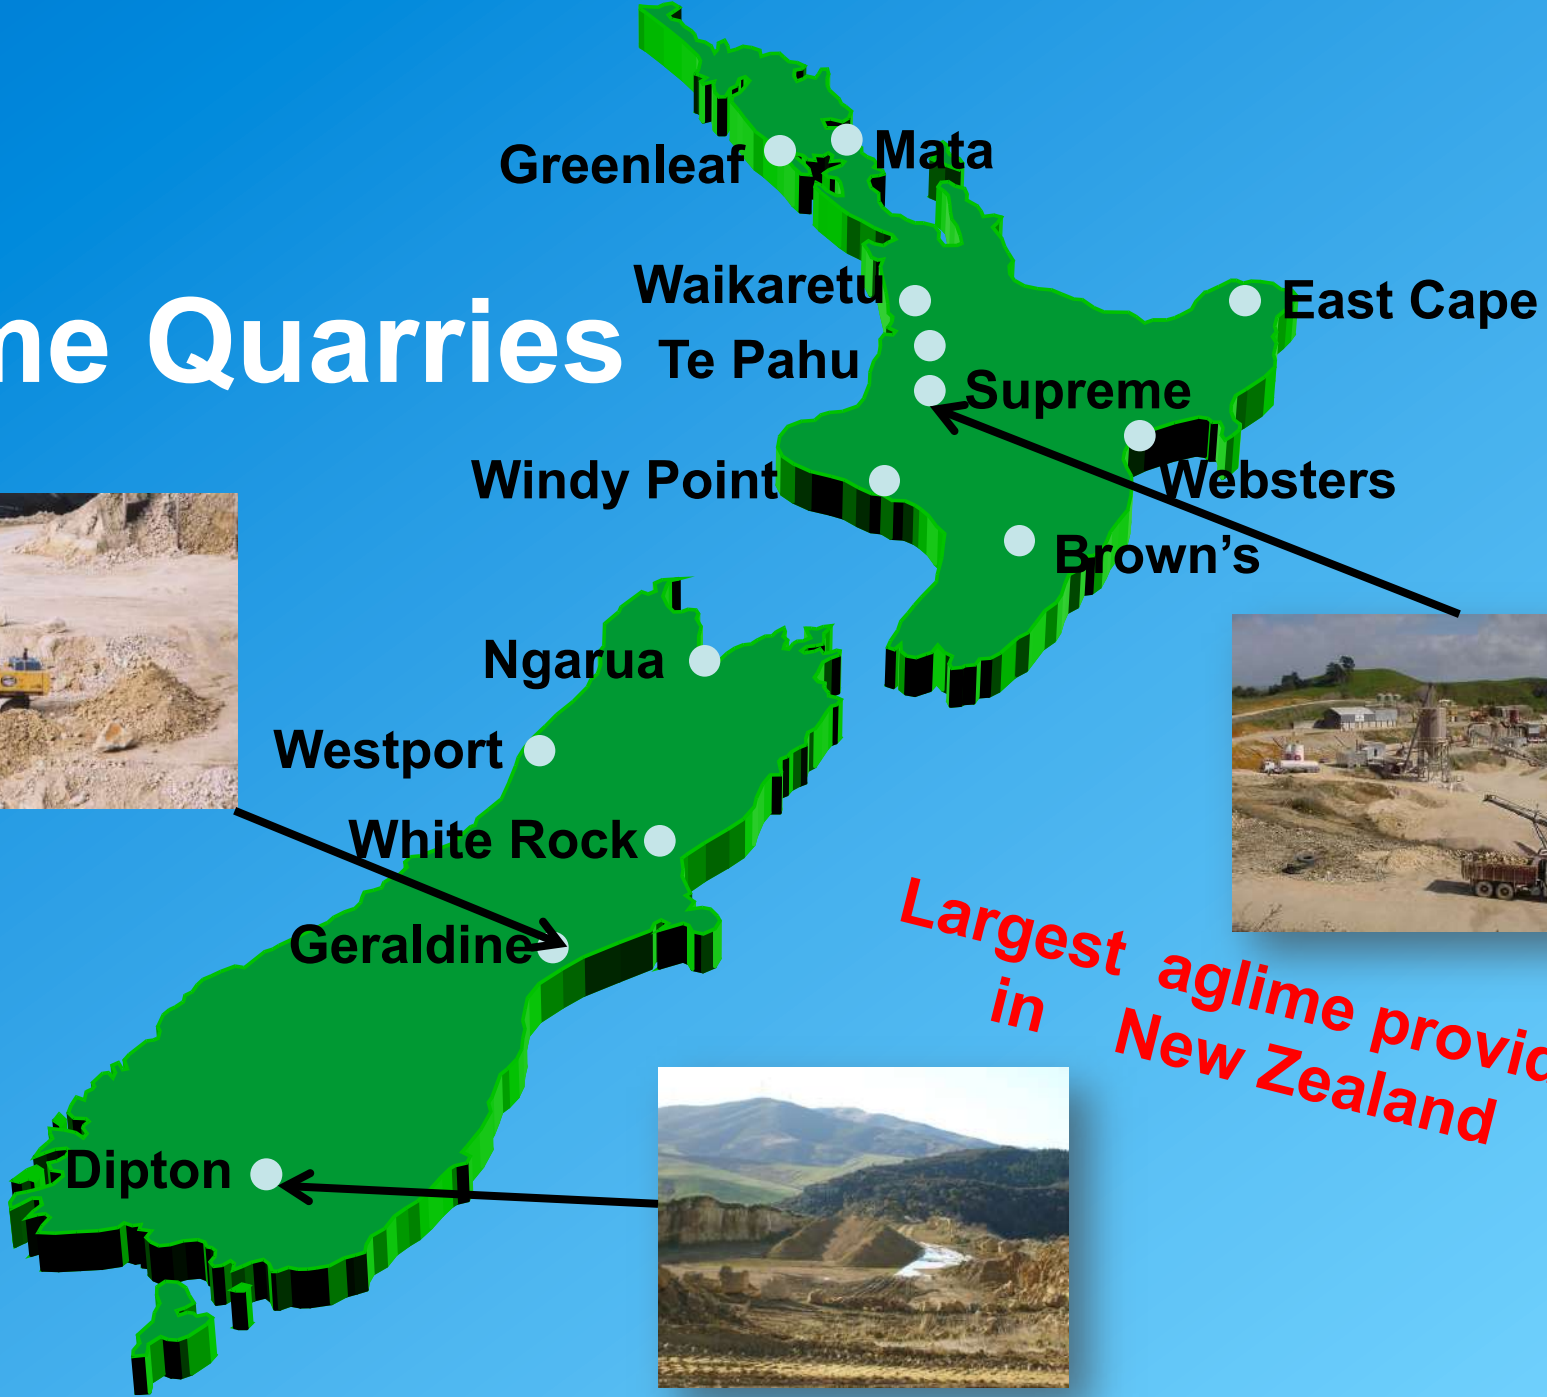 Greenleaf
Mata
Waikaretu
East Cape
me Quarries
Te Pahu
Supreme
Windy Point
Websters
Brown’s
Ngarua
Westport
White Rock
Geraldine
Largest aglime provid
in New Zealand
Dipton